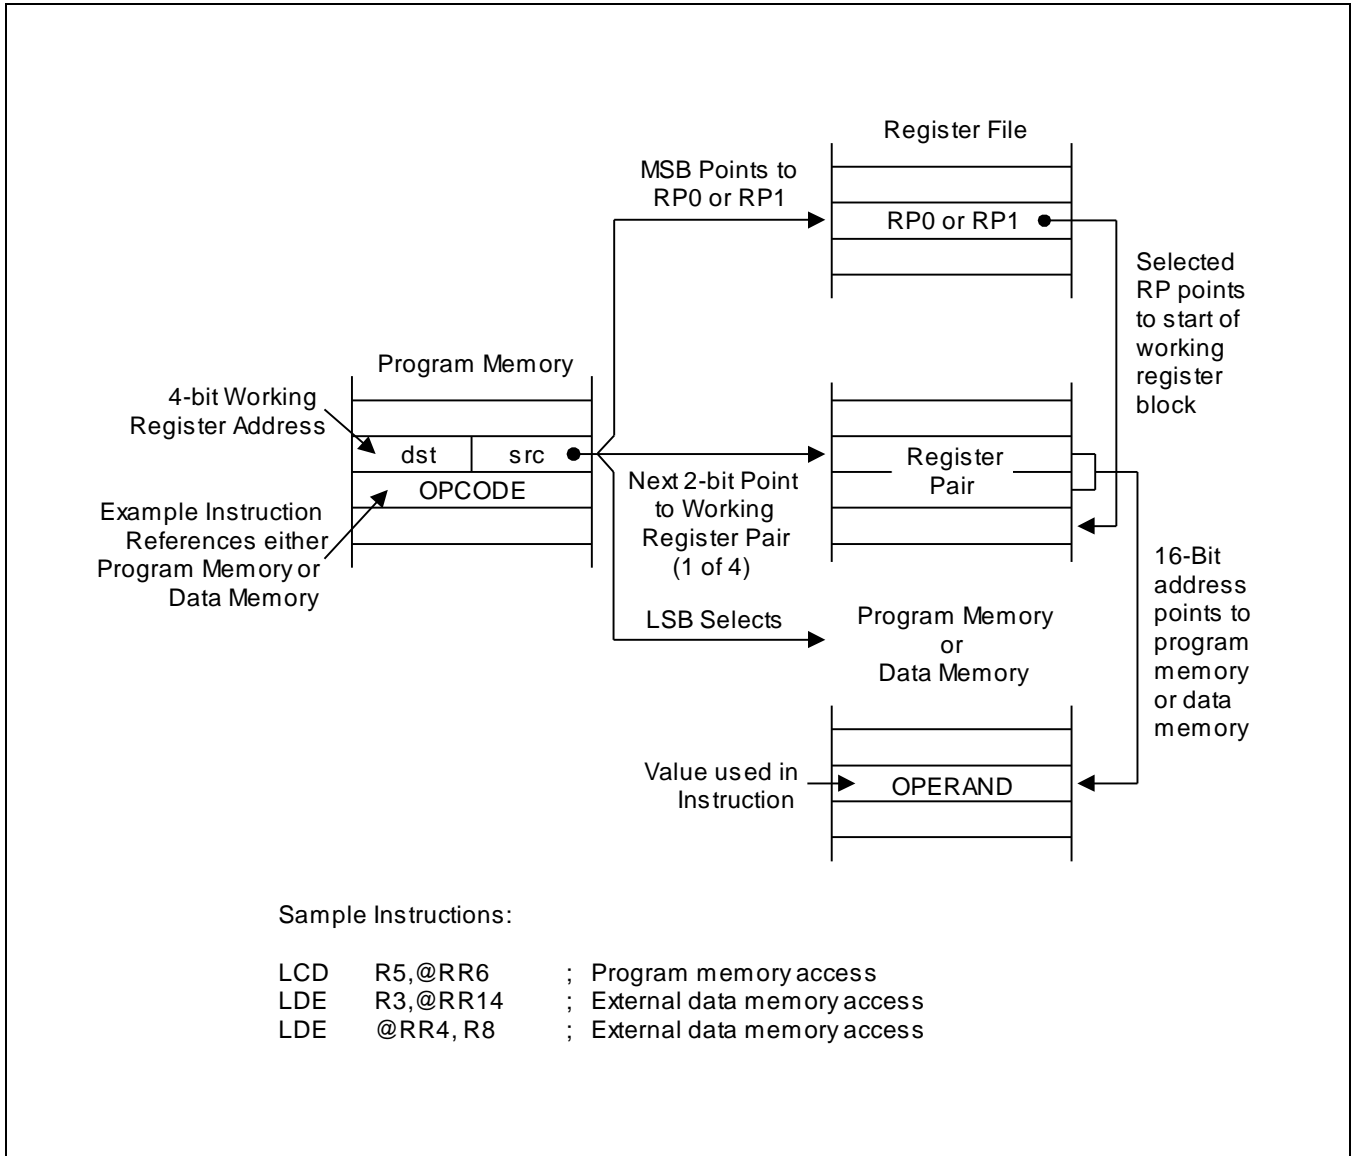 Register File
MSB Points to
RP0 or RP1
RP0 or RP1
Selected
RP points
to start of
working
register
block
Program Memory
4-bit Working
Register Address
dst src
OPCODE
Example Instruction
References either
Program Memory or
Data Memory
Next 2-bit Point
to Working
Register Pair
(1 of 4)
Register
Pair
LSB Selects
Program Memory
or
Data Memory
16-Bit
address
points to
program
memory
or data
memory
Value used in
Instruction
OPERAND
Sample Instructions:
LCD R5,@RR6 ; Program memory access
LDE R3,@RR14 ; External data memory access
LDE @RR4, R8 ; External data memory access